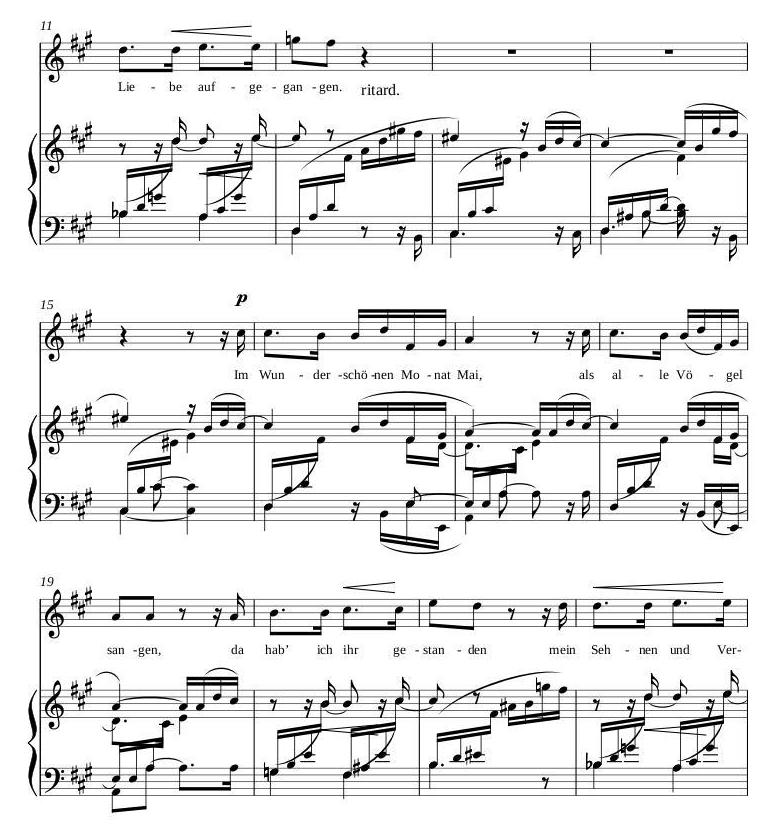 11
Lie - be auf - ge - gan - gen. ritard.
15
p
Im Wun - der - schö - nen Mo - nat Mai, als al - le Vö - gel
19
san - gen, da hab’ ich ihr ge - stan - den mein Seh - nen und Ver-